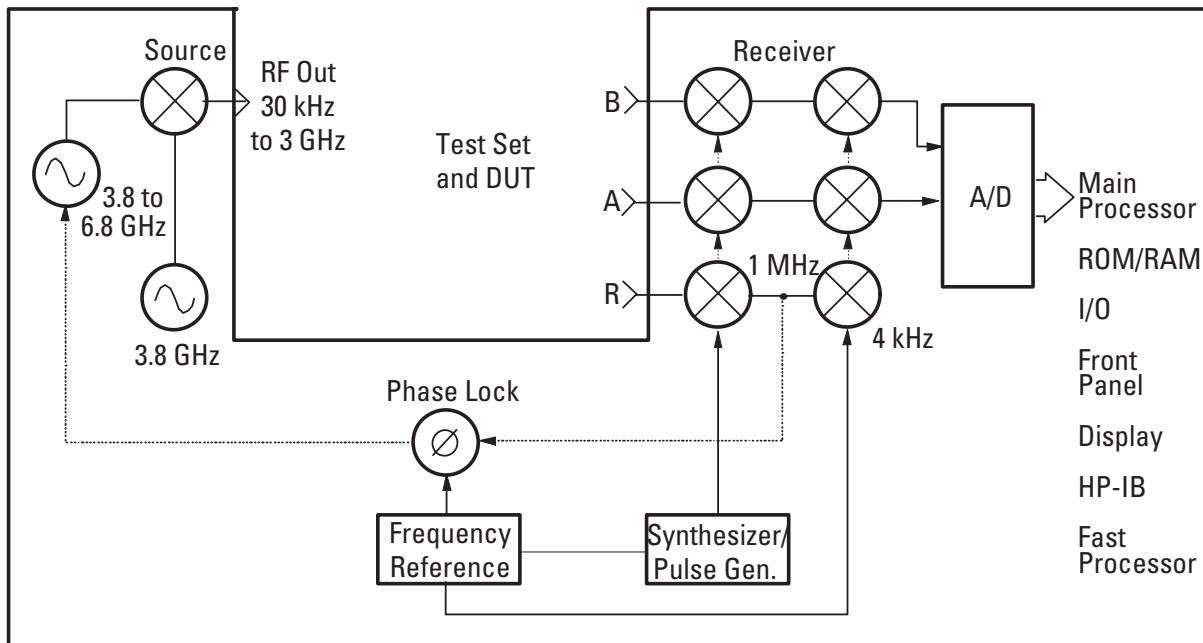 Source
RF Out
30 kHz
to 3 GHz
3.8 to
6.8 GHz
3.8 GHz
Test Set
and DUT
Receiver
B
A
R
1 MHz
4 kHz
A/D
Main
Processor
ROM/RAM
I/O
Front
Panel
Display
HP-IB
Fast
Processor
Phase Lock
Frequency
Reference
Synthesizer/
Pulse Gen.